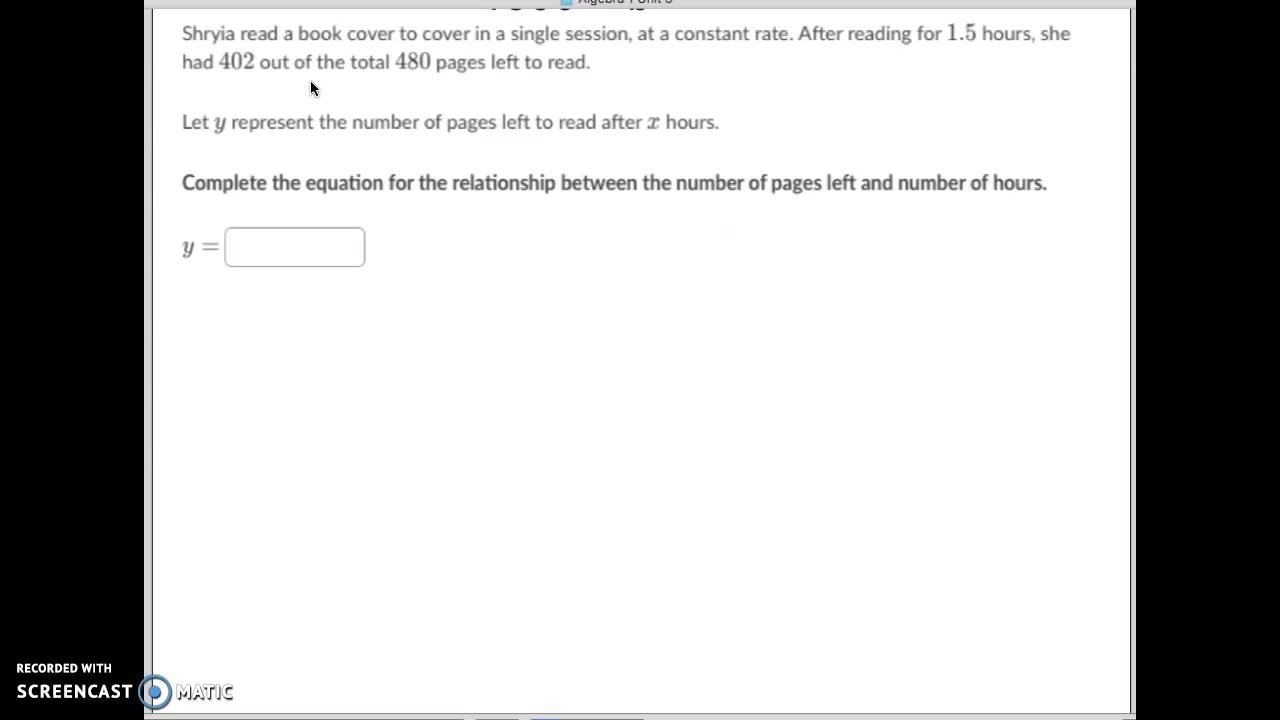 Shryia read a book cover to cover in a single session, at a constant rate. After reading for 1.5 hours, she
had 402 out of the total 480 pages left to read.
Let y represent the number of pages left to read after x hours.
Complete the equation for the relationship between the number of pages left and number of hours.
y =
RECORDED WITH
SCREENCAST MATIC